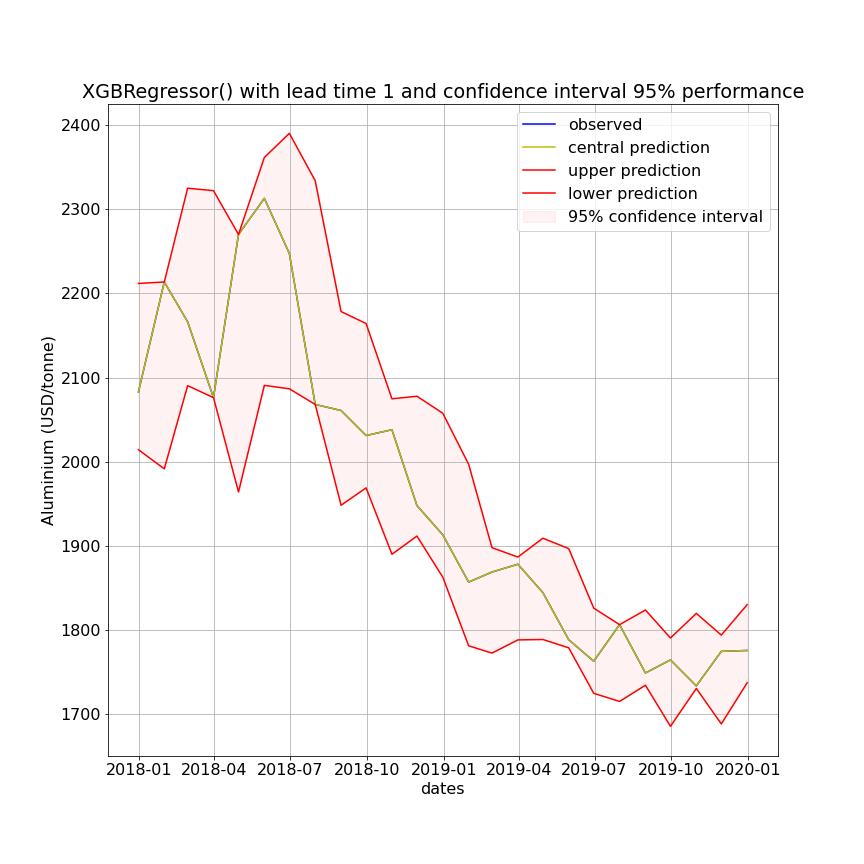 XGBRegressor() with lead time 1 and confidence interval 95% performance
observed
central prediction
upper prediction
lower prediction
95% confidence interval
Aluminium (USD/tonne)
2400
2300
2200
2100
2000
1900
1800
1700
2018-01 2018-04 2018-07 2018-10 2019-01 2019-04 2019-07 2019-10 2020-01
dates